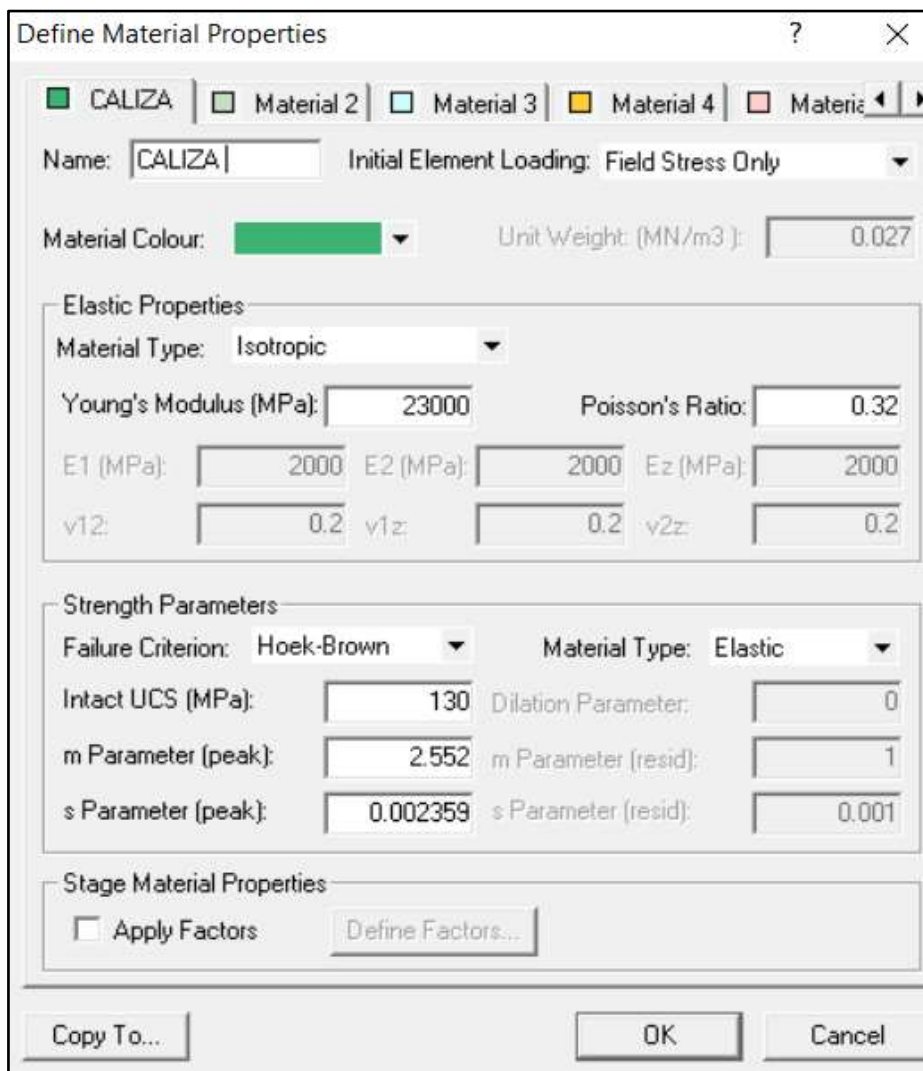 Define Material Properties ? X
CALIZA Material 2 Material 3 Material 4 Materia
Name: CALIZA Initial Element Loading: Field Stress Only
Material Colour: Unit Weight: (MN/m3 ): 0.027
Elastic Properties
Material Type: Isotropic
Young's Modulus (MPa): 23000 Poisson's Ratio: 0.32
E1 (MPa): 2000 E2 (MPa): 2000 Ez (MPa): 2000
v12: 0.2 v1z: 0.2 v2z: 0.2
Strength Parameters
Failure Criterion: Hoek-Brown Material Type: Elastic
Intact UCS (MPa): 130 Dilation Parameter: 0
m Parameter (peak): 2.552 m Parameter (resid): 1
s Parameter (peak): 0.002359 s Parameter (resid): 0.001
Stage Material Properties
Apply Factors Define Factors...
Copy To... OK Cancel